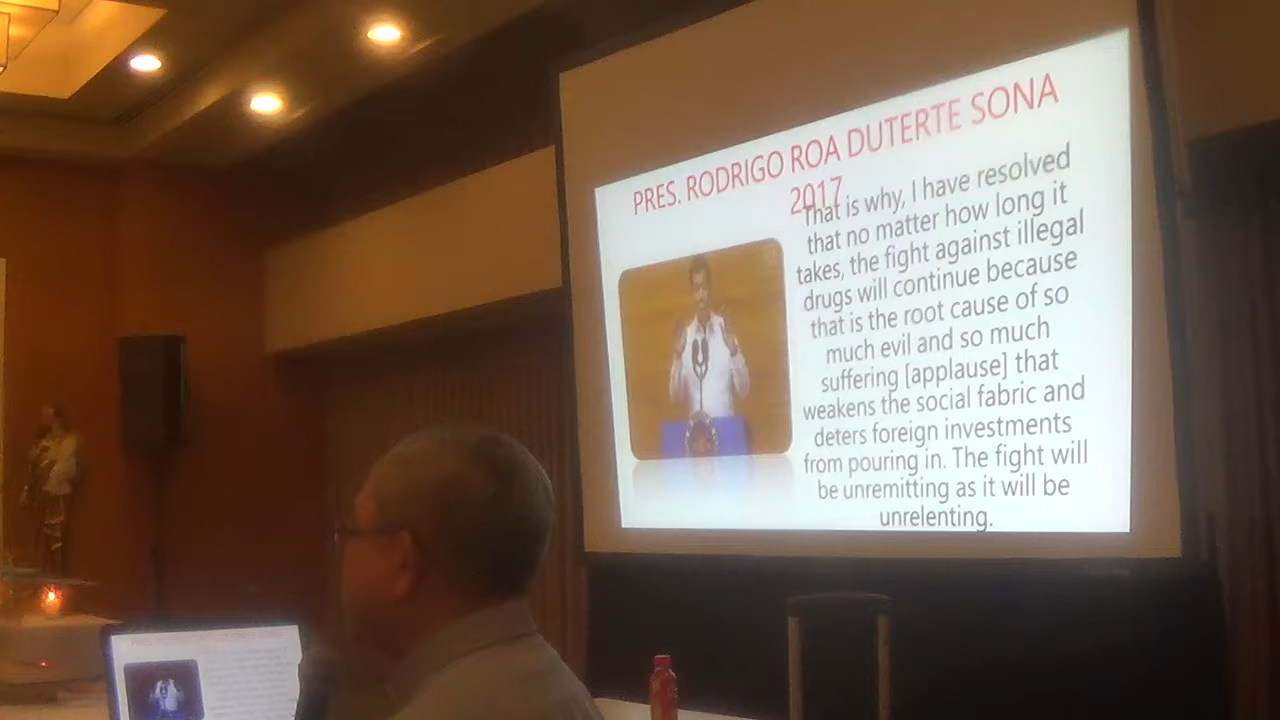 PRES. RODRIGO ROA DUTERTE SONA
2017
That is why, I have resolved
that no matter how long it
takes, the fight against illegal
drugs will continue because
that is the root cause of so
much evil and so much
suffering [applause] that
weakens the social fabric and
deters foreign investments
from pouring in. The fight will
be unremitting as it will be
unrelenting.